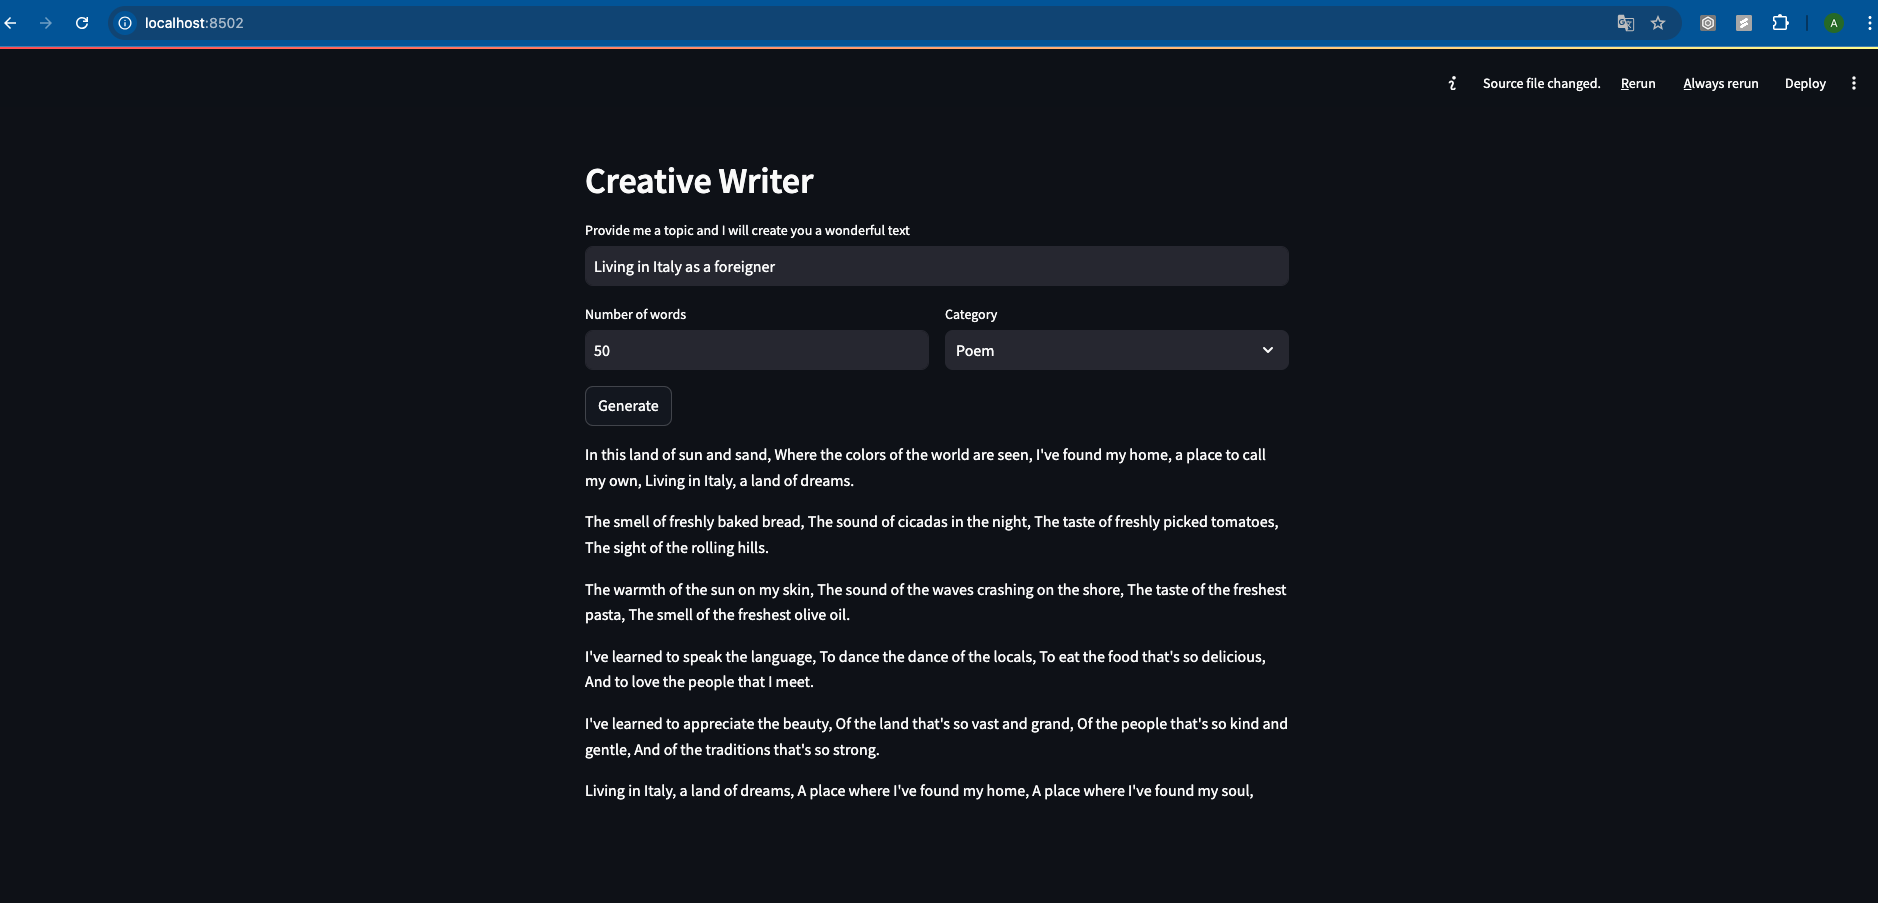 localhost:8502
A
Source file changed. Rerun Always rerun Deploy
Creative Writer
Provide me a topic and I will create you a wonderful text
Living in Italy as a foreigner
Number of words Category
50 Poem
Generate
In this land of sun and sand, Where the colors of the world are seen, I've found my home, a place to call
my own, Living in Italy, a land of dreams.
The smell of freshly baked bread, The sound of cicadas in the night, The taste of freshly picked tomatoes,
The sight of the rolling hills.
The warmth of the sun on my skin, The sound of the waves crashing on the shore, The taste of the freshest
pasta, The smell of the freshest olive oil.
I've learned to speak the language, To dance the dance of the locals, To eat the food that's so delicious,
And to love the people that I meet.
I've learned to appreciate the beauty, Of the land that's so vast and grand, Of the people that's so kind and
gentle, And of the traditions that's so strong.
Living in Italy, a land of dreams, A place where I've found my home, A place where I've found my soul,